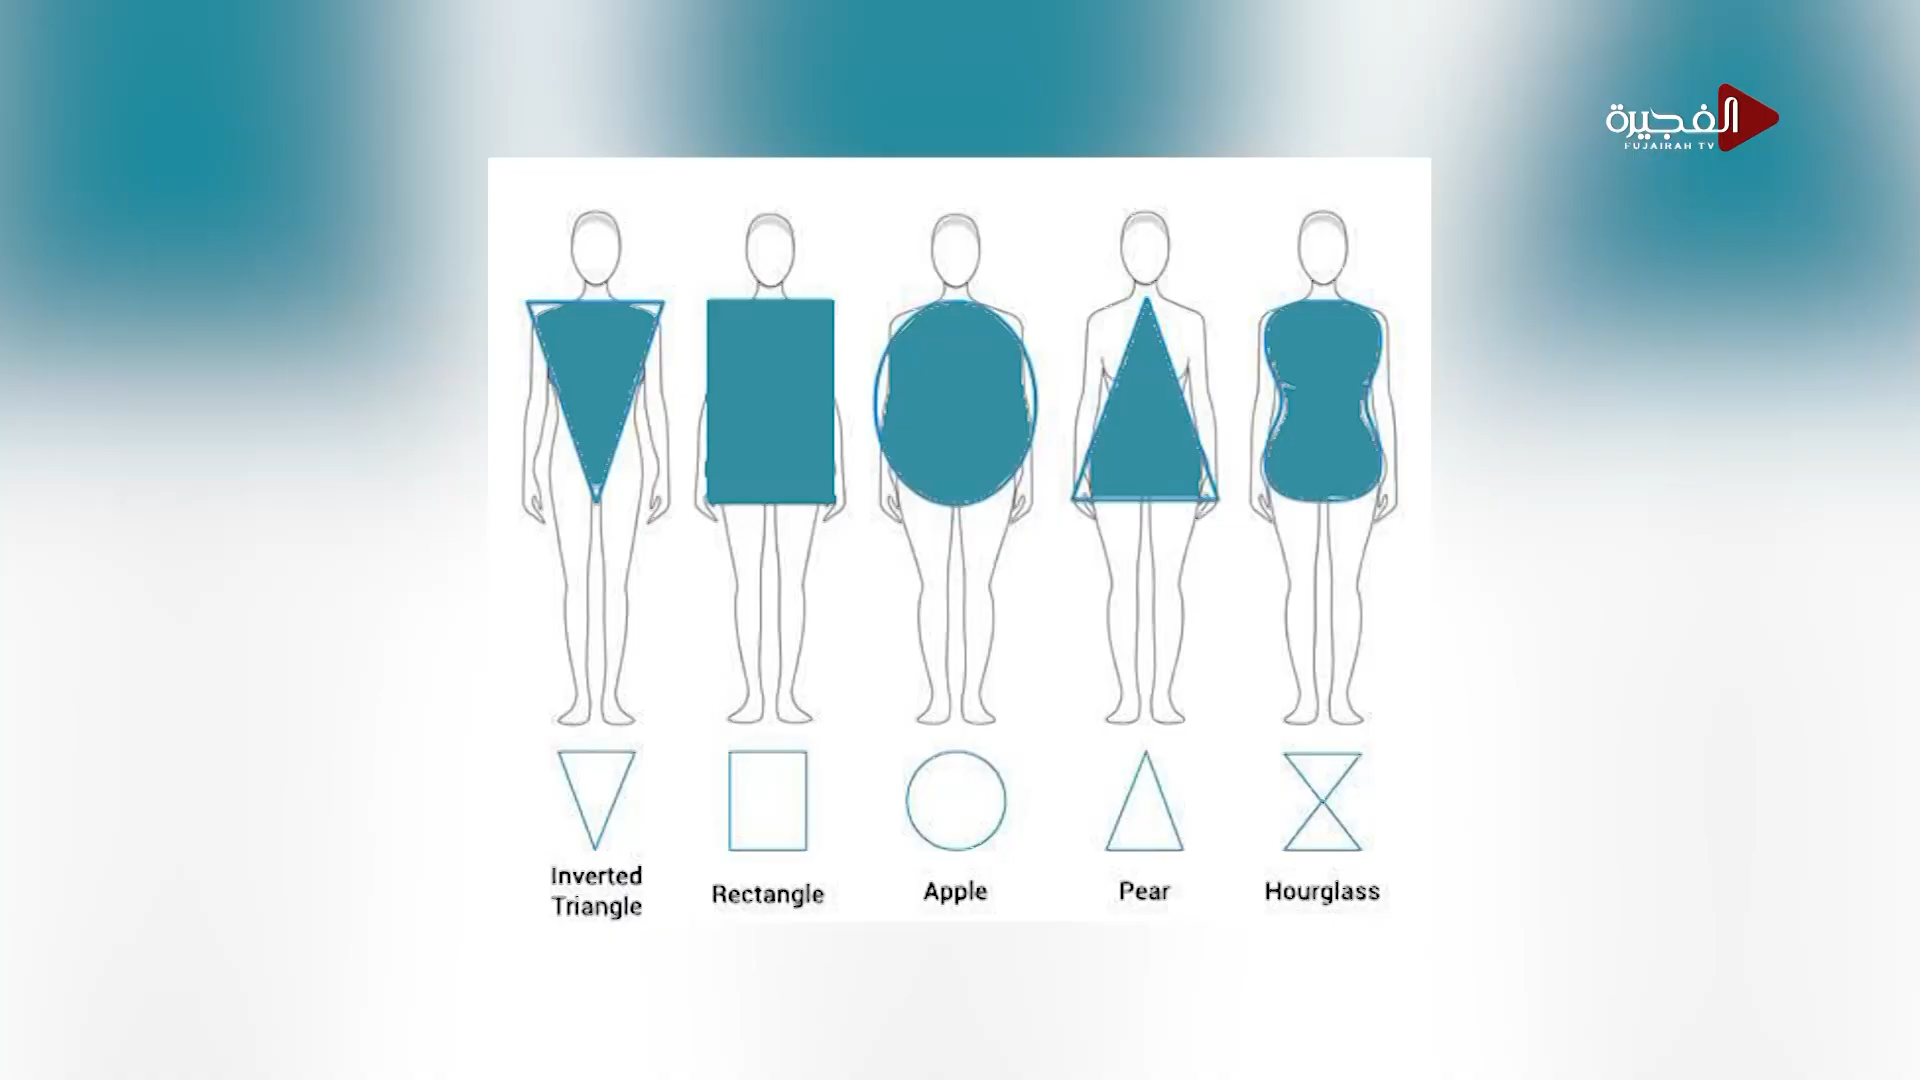 الفجيرة
FUJAIRAH TV
Inverted
Triangle
Rectangle
Apple
Pear
Hourglass